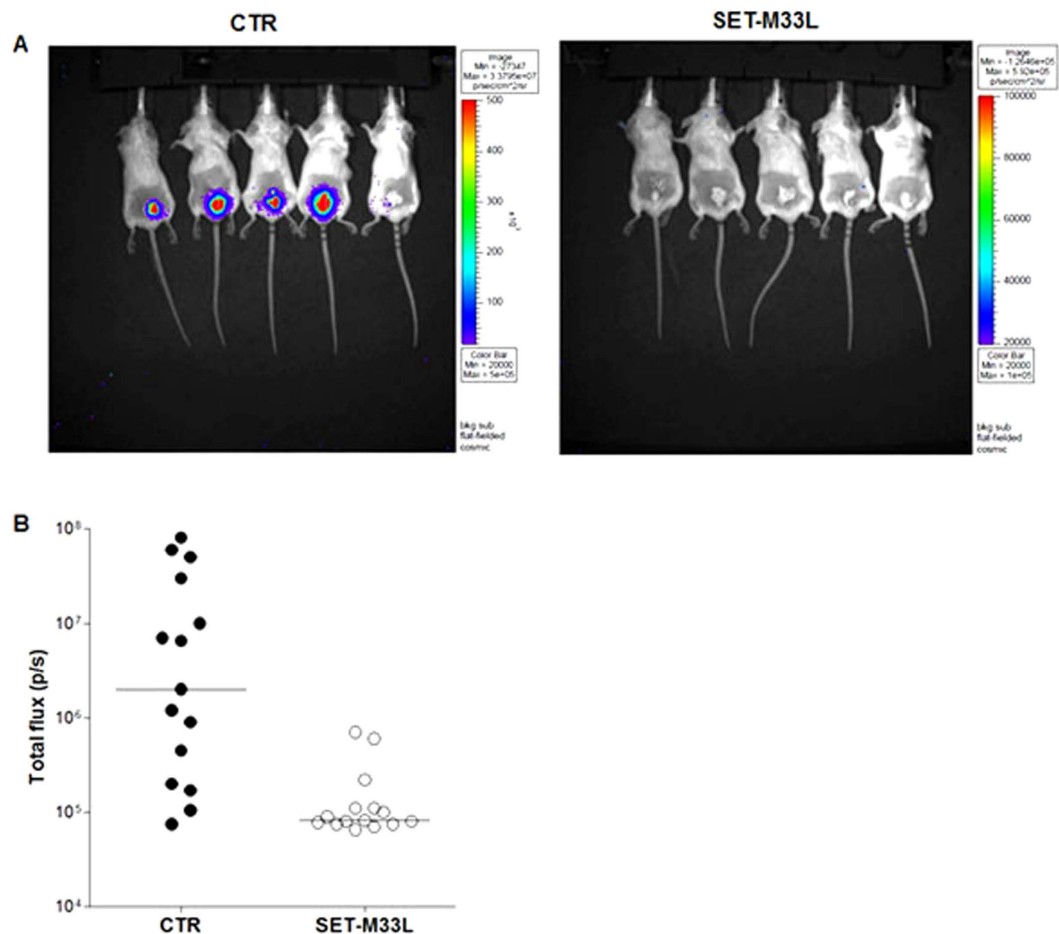 CTR
SET-M33L
A
Image
Min = -27347
Max = 3.3795e+07
p/sec/cm^2/sr
500
400
300
200
100
Color Bar
Min = 20000
Max = 5e+05
bkg sub
flat-fielded
cosmic
Image
Min = -1.2646e+05
Max = 5.92e+05
p/sec/cm^2/sr
100000
80000
60000
40000
20000
Color Bar
Min = 20000
Max = 1e+05
bkg sub
flat-fielded
cosmic
B
Total flux (p/s)
10⁸
10⁷
10⁶
10⁵
10⁴
CTR
SET-M33L